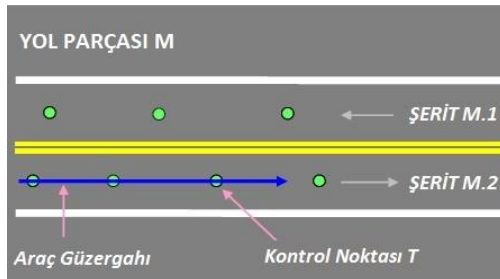 YOL PARÇASI M
ŞERİT M.1
ŞERİT M.2
Araç Güzergahı
Kontrol Noktası T